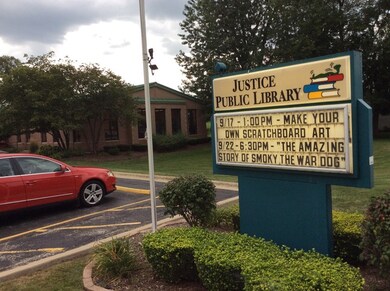 JUSTICE
PUBLIC LIBRARY
9/17 - 1:00PM - MAKE YOUR
OWN SCRATCHBOARD ART
9/22 - 6:30PM - "THE AMAZING
STORY OF SMOKY THE WAR DOG"